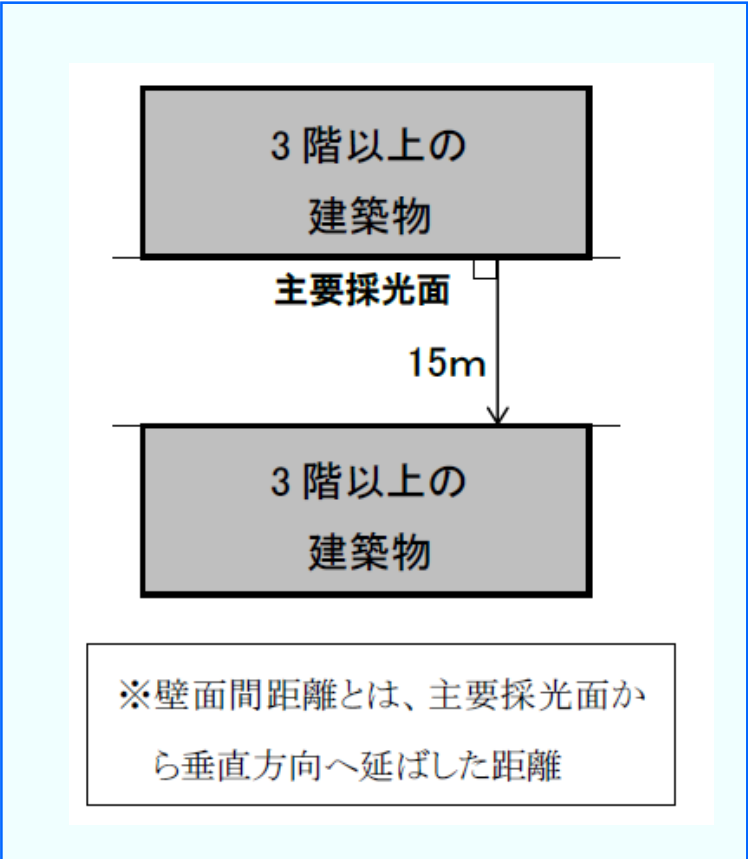 3階以上の
建築物
主要採光面
15m
3階以上の
建築物
※壁面間距離とは、主要採光面か
ら垂直方向へ延ばした距離